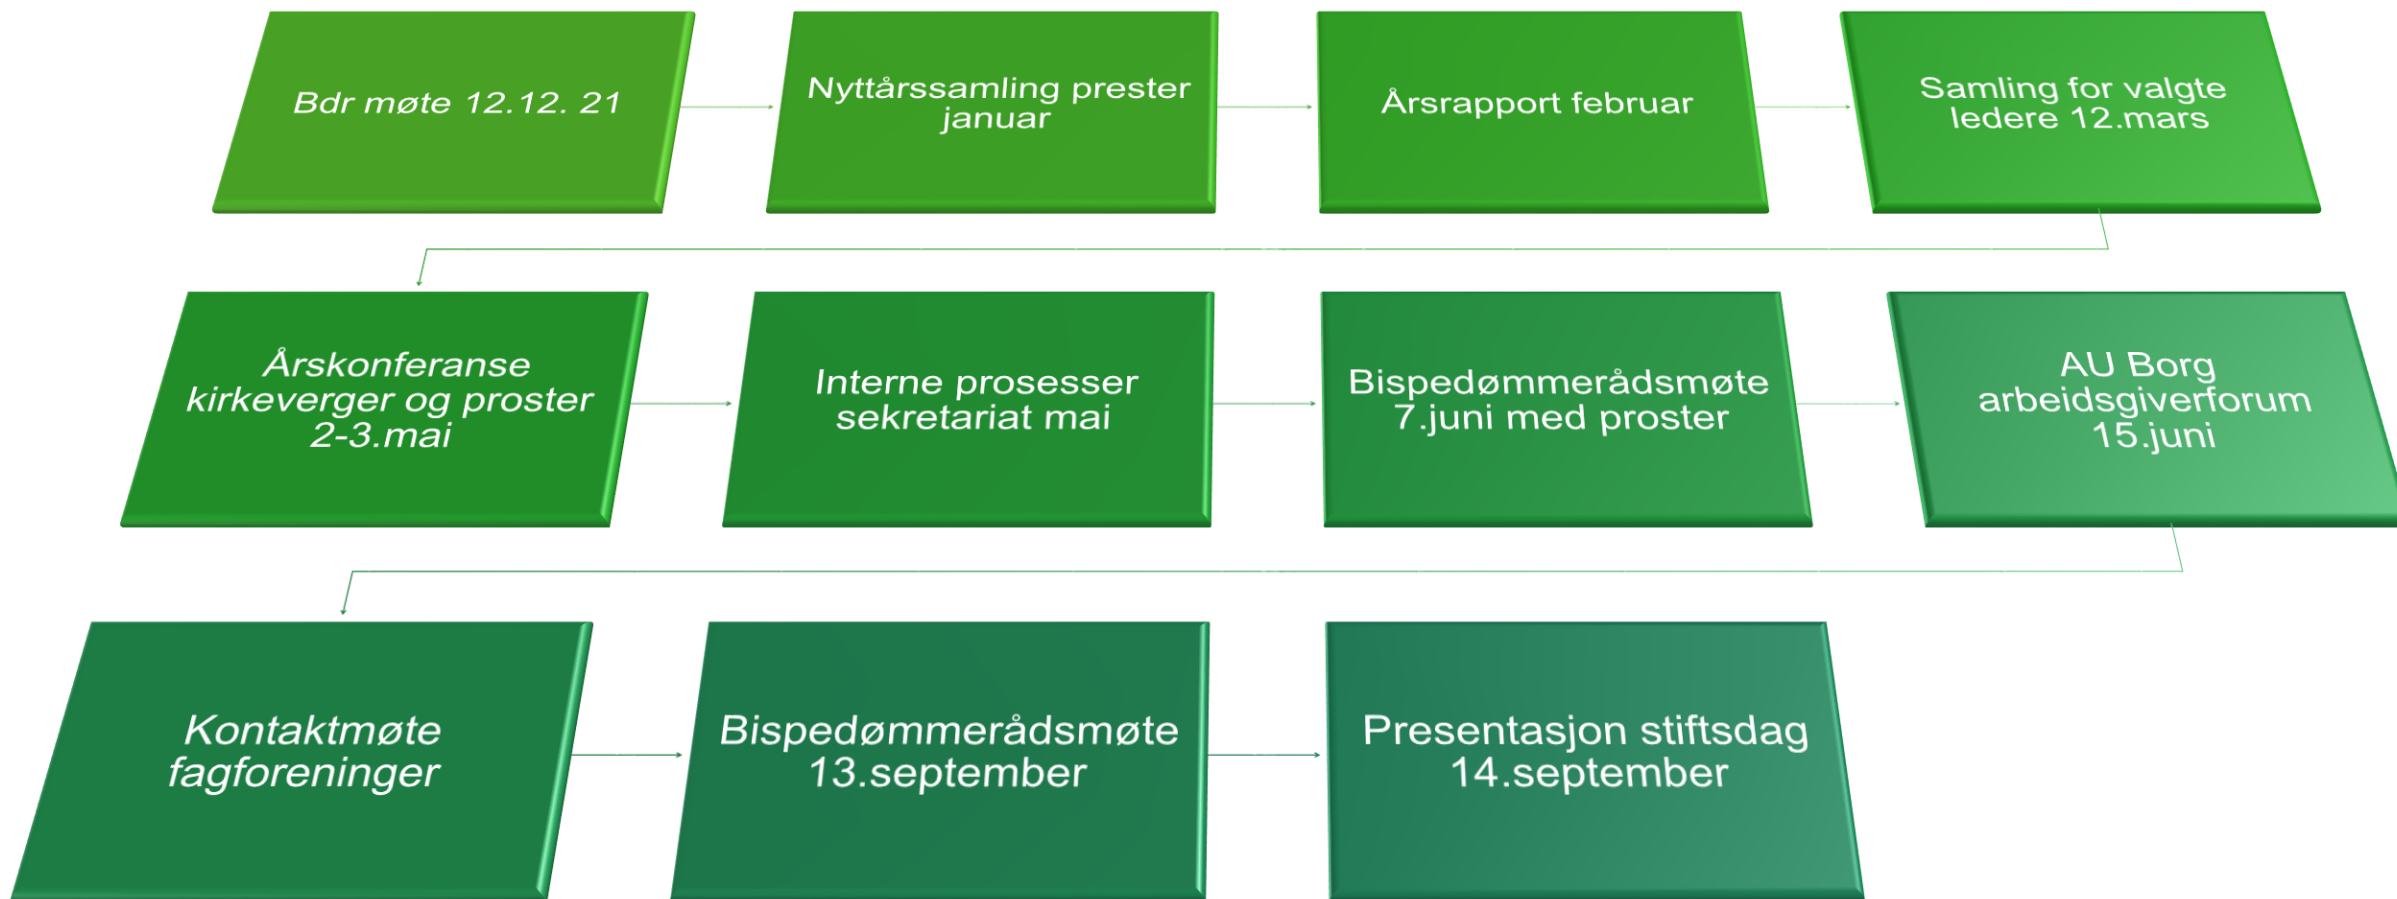 Bdr møte 12.12. 21
Nyttårssamling prester
januar
Årsrapport februar
Samling for valgte
ledere 12.mars
Årskonferanse
kirkeverger og proster
2-3.mai
Interne prosesser
sekretariat mai
Bispedømmerådsmøte
7.juni med proster
AU Borg
arbeidsgiverforum
15.juni
Kontaktmøte
fagforeninger
Bispedømmerådsmøte
13.september
Presentasjon stiftsdag
14.september